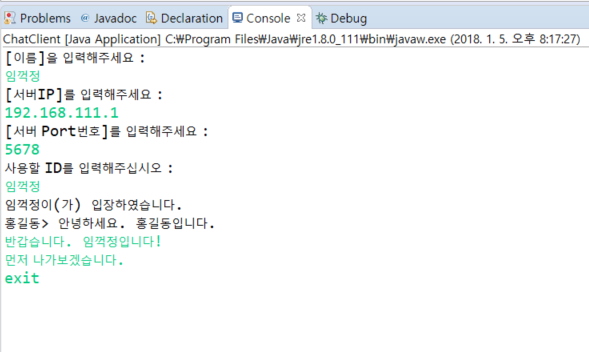 Problems @ Javadoc Declaration Console Debug
ChatClient [Java Application] C:₩Program Files₩Java₩jre1.8.0_111₩bin₩javaw.exe (2018. 1. 5. 오후 8:17:27)
[이름]을 입력해주세요 :
임꺽정
[서버IP]를 입력해주세요 :
192.168.111.1
[서버 Port번호]를 입력해주세요 :
5678
사용할 ID를 입력해주십시오 :
임꺽정
임꺽정이(가) 입장하였습니다.
홍길동> 안녕하세요. 홍길동입니다.
반갑습니다. 임꺽정입니다!
먼저 나가보겠습니다.
exit